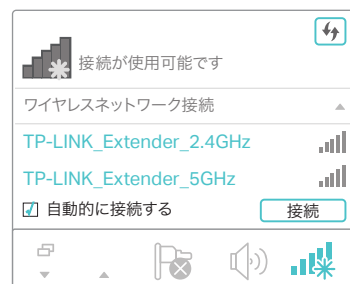 接続が使用可能です
ワイヤレスネットワーク接続
TP-LINK_Extender_2.4GHz
TP-LINK_Extender_5GHz
自動的に接続する
接続